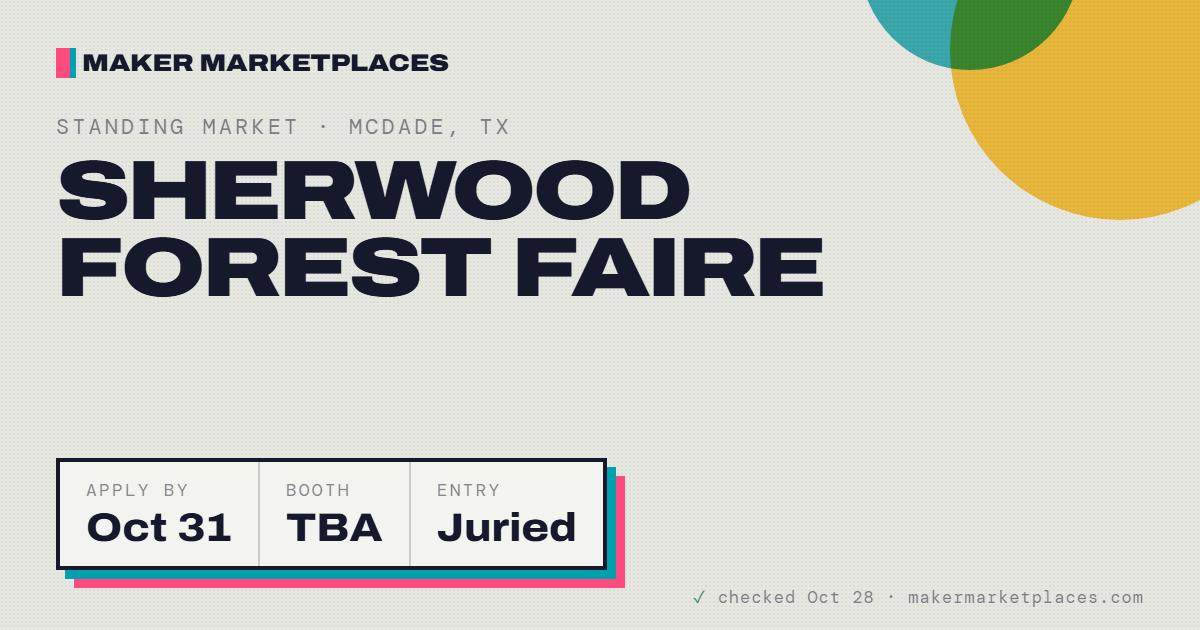 MAKER MARKETPLACES
STANDING MARKET · MCDADE, TX
SHERWOOD
FOREST FAIRE
APPLY BY BOOTH ENTRY
Oct 31 TBA Juried
✓ checked Oct 28 · makermarketplaces.com